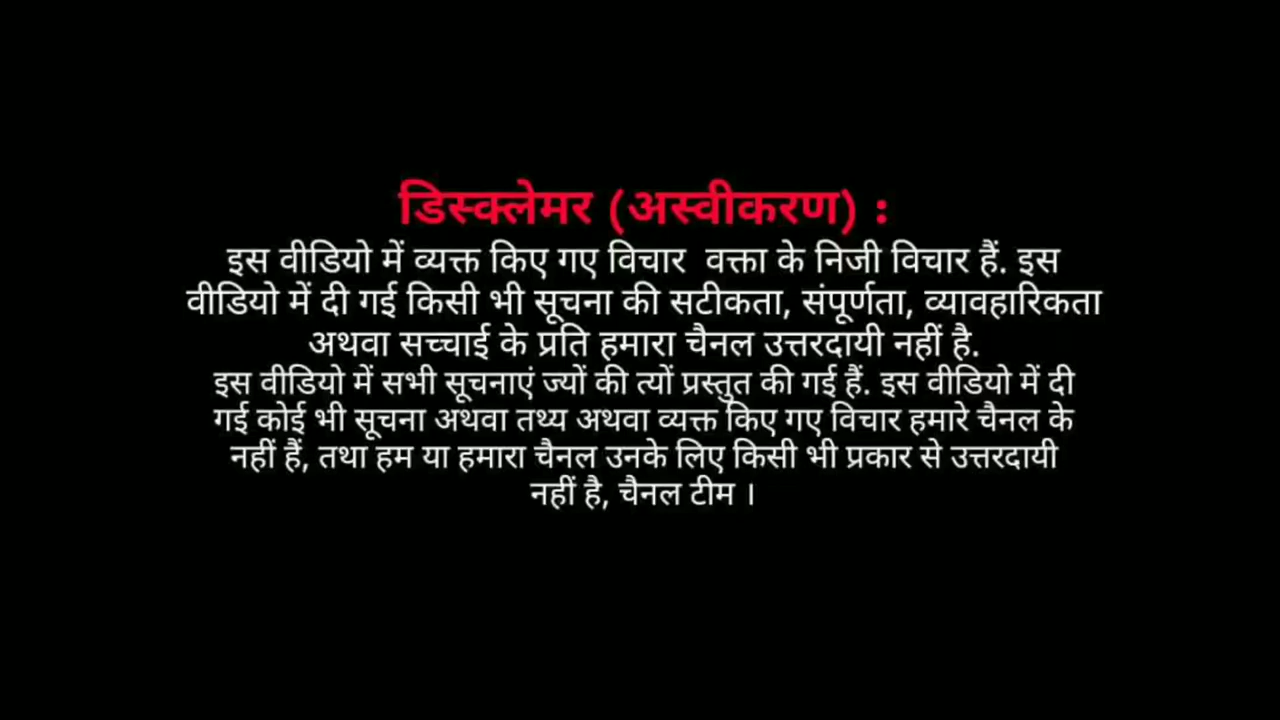 डिस्क्लेमर (अस्वीकरण) :
इस वीडियो में व्यक्त किए गए विचार वक्ता के निजी विचार हैं. इस
वीडियो में दी गई किसी भी सूचना की सटीकता, संपूर्णता, व्यावहारिकता
अथवा सच्चाई के प्रति हमारा चैनल उत्तरदायी नहीं है.
इस वीडियो में सभी सूचनाएं ज्यों की त्यों प्रस्तुत की गई हैं. इस वीडियो में दी
गई कोई भी सूचना अथवा तथ्य अथवा व्यक्त किए गए विचार हमारे चैनल के
नहीं हैं, तथा हम या हमारा चैनल उनके लिए किसी भी प्रकार से उत्तरदायी
नहीं है, चैनल टीम ।